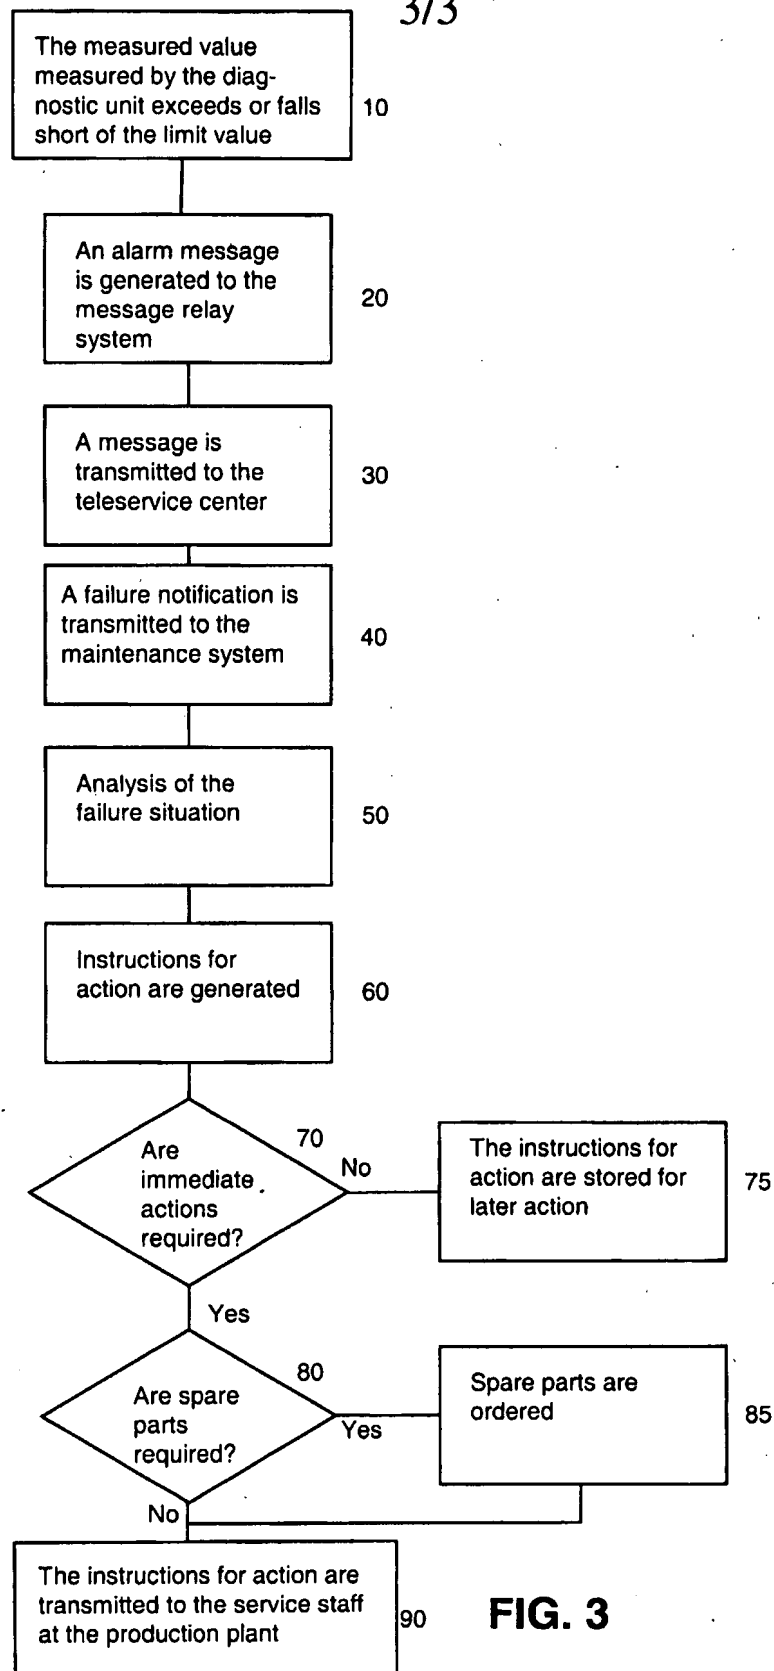 3/3
The measured value
measured by the diag-
nostic unit exceeds or falls
short of the limit value
10
An alarm message
is generated to the
message relay
system
20
A message is
transmitted to the
teleservice center
30
A failure notification is
transmitted to the
maintenance system
40
Analysis of the
failure situation
50
Instructions for
action are generated
60
Are
immediate
actions
required?
70
No
The instructions for
action are stored for
later action
75
Yes
Are spare
parts
required?
80
Yes
Spare parts are
ordered
85
No
The instructions for action are
transmitted to the service staff
at the production plant
90
FIG. 3